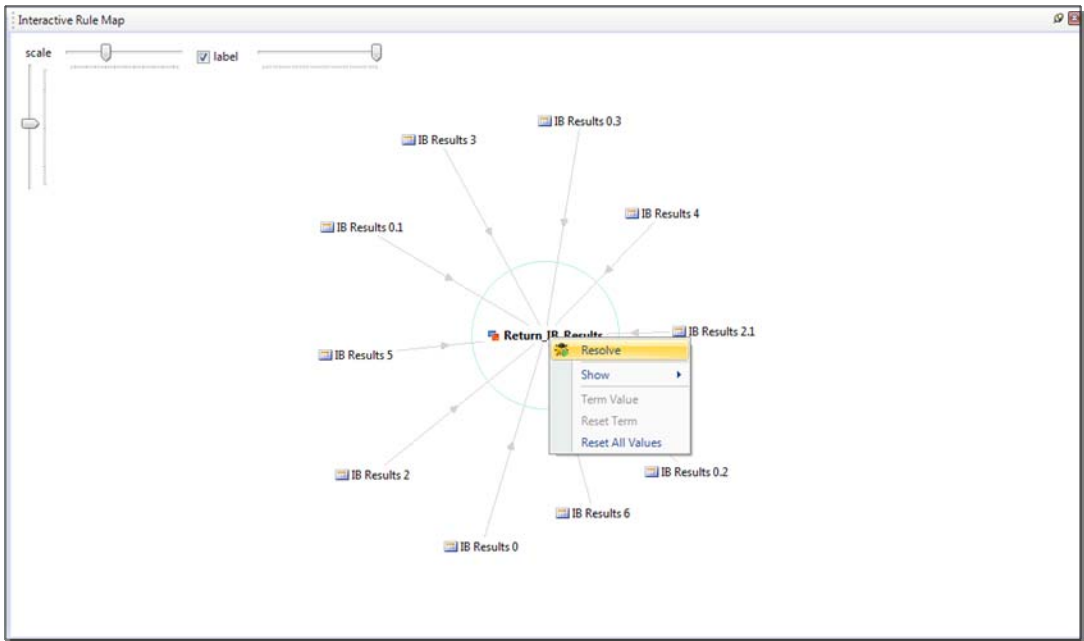 Interactive Rule Map
scale
label
IB Results 0.3
IB Results 3
IB Results 4
IB Results 0.1
Return_IB_Results
IB Results 2.1
IB Results 5
Resolve
Show
Term Value
Reset Term
Reset All Values
IB Results 2
IB Results 0.2
IB Results 6
IB Results 0